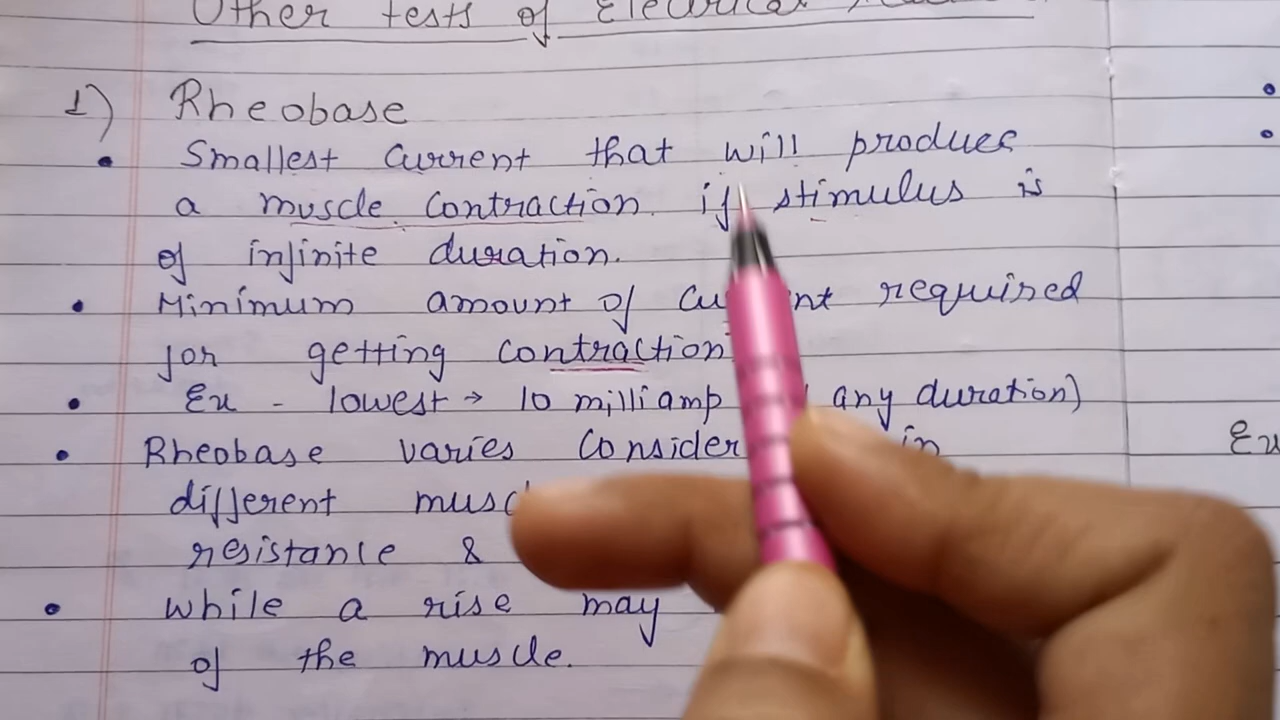 Other tests of
1) Rheobase
• Smallest current that will produce
a muscle contraction if stimulus is
of infinite duration.
• Minimum amount of required
for getting contraction
• Ex - lowest → 10 milliamp any duration)
• Rheobase varies in
different
resistance &
• while a rise may
of the muscle.
Ex